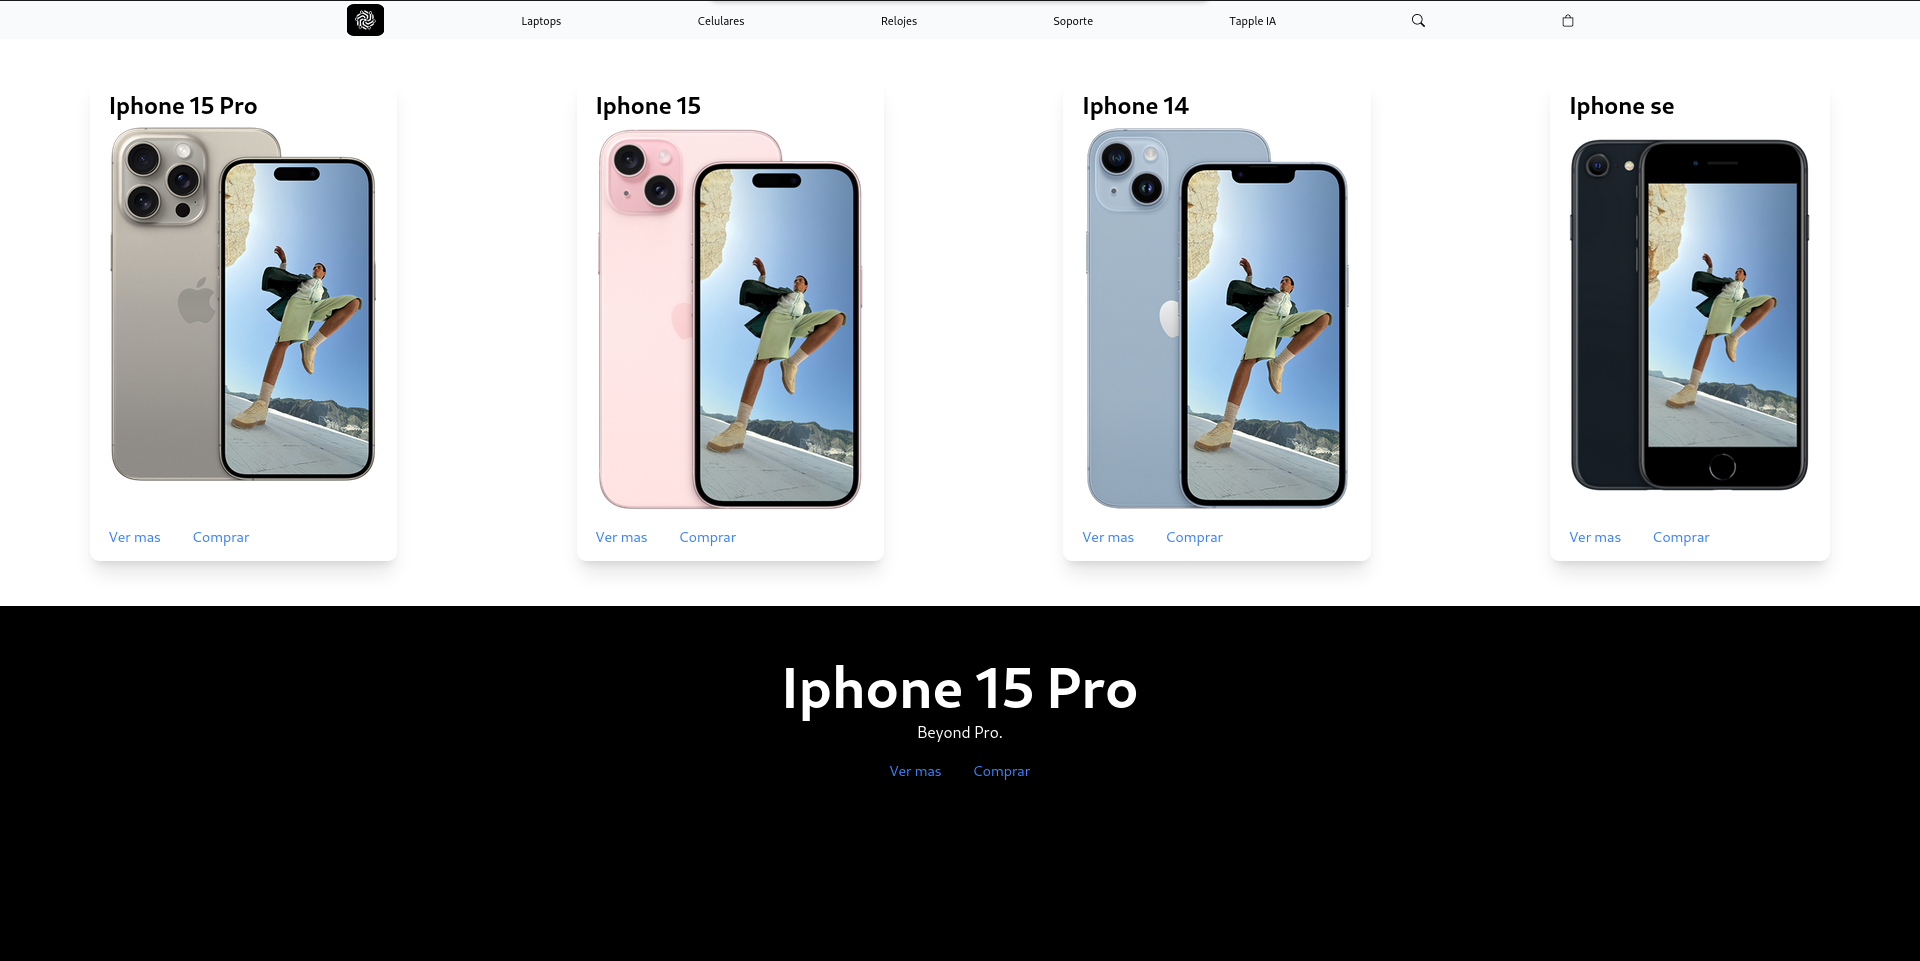 Laptops Celulares Relojes Soporte Tapple IA
Iphone 15 Pro
Ver mas Comprar
Iphone 15
Ver mas Comprar
Iphone 14
Ver mas Comprar
Iphone se
Ver mas Comprar
Iphone 15 Pro
Beyond Pro.
Ver mas Comprar